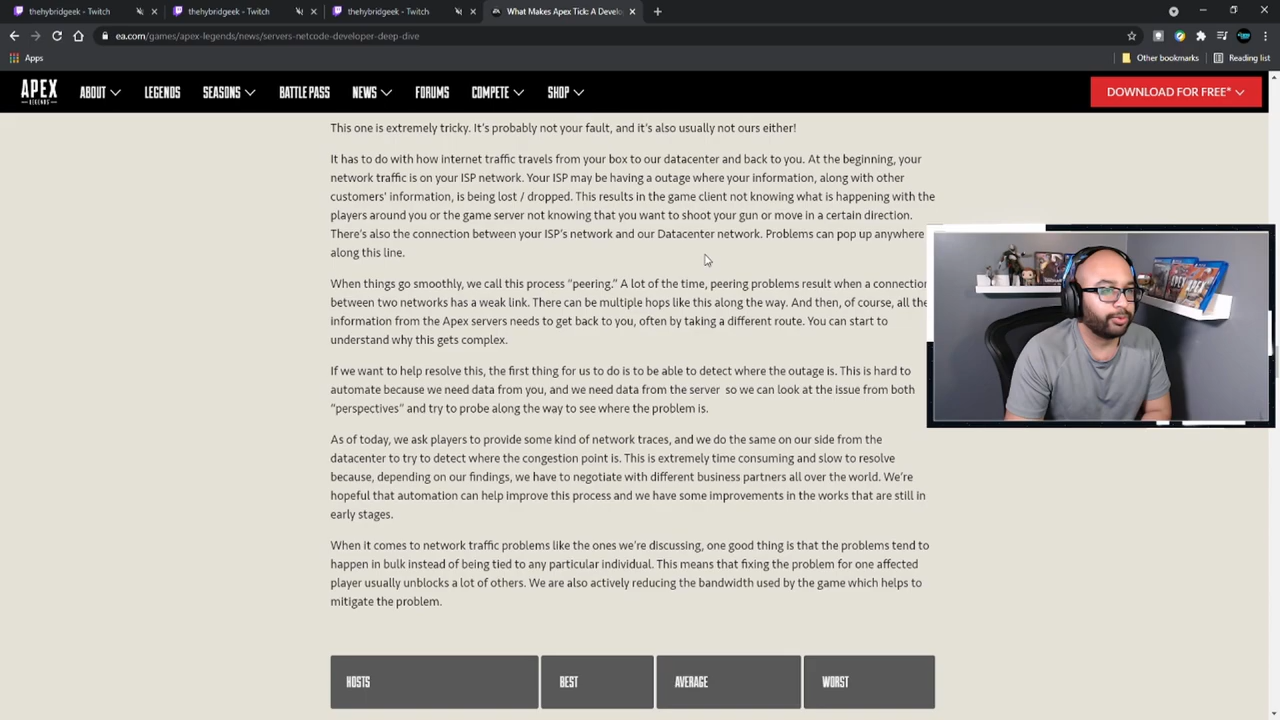 thehybridgeek - Twitch
thehybridgeek - Twitch
thehybridgeek - Twitch
What Makes Apex Tick: A Develo
ea.com/games/apex-legends/news/servers-netcode-developer-deep-dive
Apps
Other bookmarks
Reading list
APEX
LEGENDS
ABOUT
LEGENDS
SEASONS
BATTLE PASS
NEWS
FORUMS
COMPETE
SHOP
DOWNLOAD FOR FREE*
This one is extremely tricky. It's probably not your fault, and it's also usually not ours either!
It has to do with how internet traffic travels from your box to our datacenter and back to you. At the beginning, your
network traffic is on your ISP network. Your ISP may be having a outage where your information, along with other
customers' information, is being lost / dropped. This results in the game client not knowing what is happening with the
players around you or the game server not knowing that you want to shoot your gun or move in a certain direction.
There's also the connection between your ISP's network and our Datacenter network. Problems can pop up anywhere
along this line.
When things go smoothly, we call this process “peering.” A lot of the time, peering problems result when a connection
between two networks has a weak link. There can be multiple hops like this along the way. And then, of course, all the
information from the Apex servers needs to get back to you, often by taking a different route. You can start to
understand why this gets complex.
If we want to help resolve this, the first thing for us to do is to be able to detect where the outage is. This is hard to
automate because we need data from you, and we need data from the server so we can look at the issue from both
“perspectives” and try to probe along the way to see where the problem is.
As of today, we ask players to provide some kind of network traces, and we do the same on our side from the
datacenter to try to detect where the congestion point is. This is extremely time consuming and slow to resolve
because, depending on our findings, we have to negotiate with different business partners all over the world. We're
hopeful that automation can help improve this process and we have some improvements in the works that are still in
early stages.
When it comes to network traffic problems like the ones we're discussing, one good thing is that the problems tend to
happen in bulk instead of being tied to any particular individual. This means that fixing the problem for one affected
player usually unblocks a lot of others. We are also actively reducing the bandwidth used by the game which helps to
mitigate the problem.
HOSTS
BEST
AVERAGE
WORST